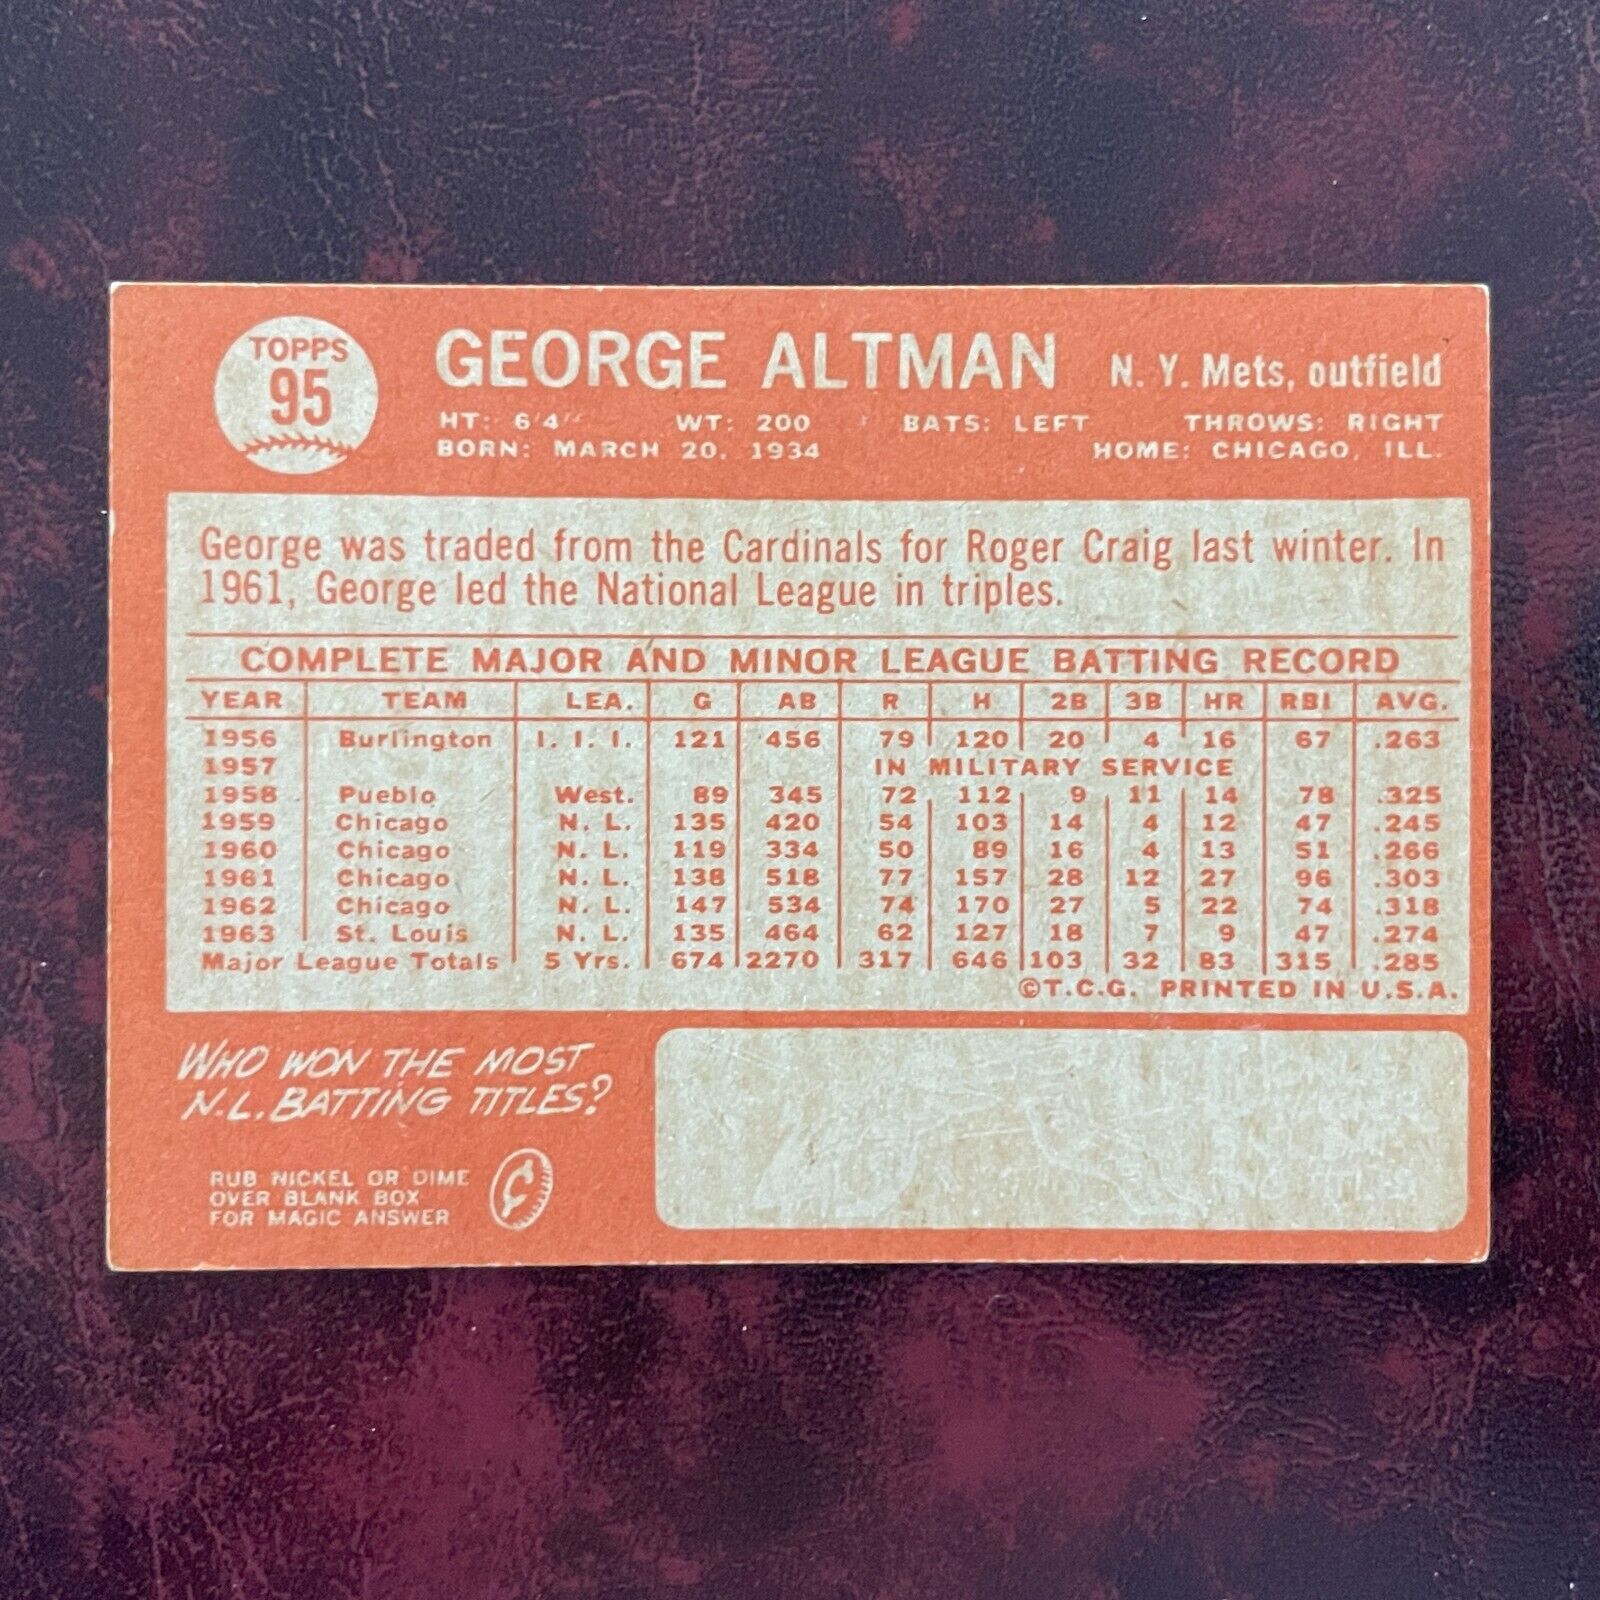 TOPPS
95
GEORGE ALTMAN N. Y. Mets, outfield
HT: 6'4" WT: 200 BATS: LEFT THROWS: RIGHT
BORN: MARCH 20, 1934 HOME: CHICAGO, ILL.
George was traded from the Cardinals for Roger Craig last winter. In
1961, George led the National League in triples.
COMPLETE MAJOR AND MINOR LEAGUE BATTING RECORD
YEAR TEAM LEA. G AB R H 2B 3B HR RBI AVG.
1956 Burlington I. I. I. 121 456 79 120 20 4 16 67 .263
1957 IN MILITARY SERVICE
1958 Pueblo West. 89 345 72 112 9 11 14 78 .325
1959 Chicago N. L. 135 420 54 103 14 4 12 47 .245
1960 Chicago N. L. 119 334 50 89 16 4 13 51 .266
1961 Chicago N. L. 138 518 77 157 28 12 27 96 .303
1962 Chicago N. L. 147 534 74 170 27 5 22 74 .318
1963 St. Louis N. L. 135 464 62 127 18 7 9 47 .274
Major League Totals 5 Yrs. 674 2270 317 646 103 32 83 315 .285
©T.C.G. PRINTED IN U.S.A.
WHO WON THE MOST
N.L. BATTING TITLES?
RUB NICKEL OR DIME
OVER BLANK BOX
FOR MAGIC ANSWER